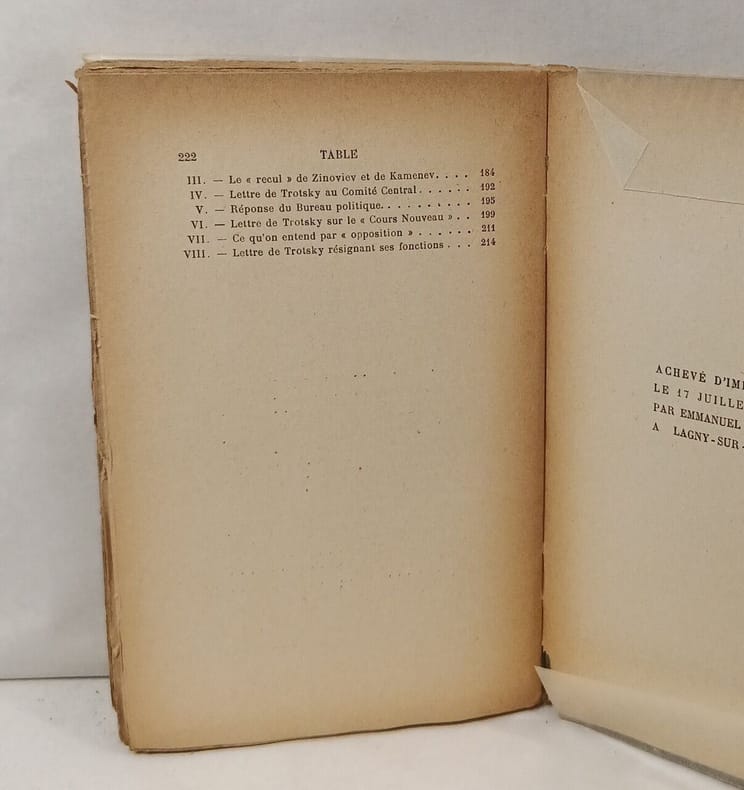 222 TABLE
III. — Le « recul » de Zinoviev et de Kamenev. . . . 184
IV. — Lettre de Trotsky au Comité Central . . . . . . 192
V. — Réponse du Bureau politique. . . . . . . . . 195
VI. — Lettre de Trotsky sur le « Cours Nouveau » . . 199
VII. — Ce qu'on entend par « opposition » . . . . . . 211
VIII. — Lettre de Trotsky résignant ses fonctions . . . 214
ACHEVÉ D'IM
LE 17 JUILLE
PAR EMMANUEL
A LAGNY-SUR-